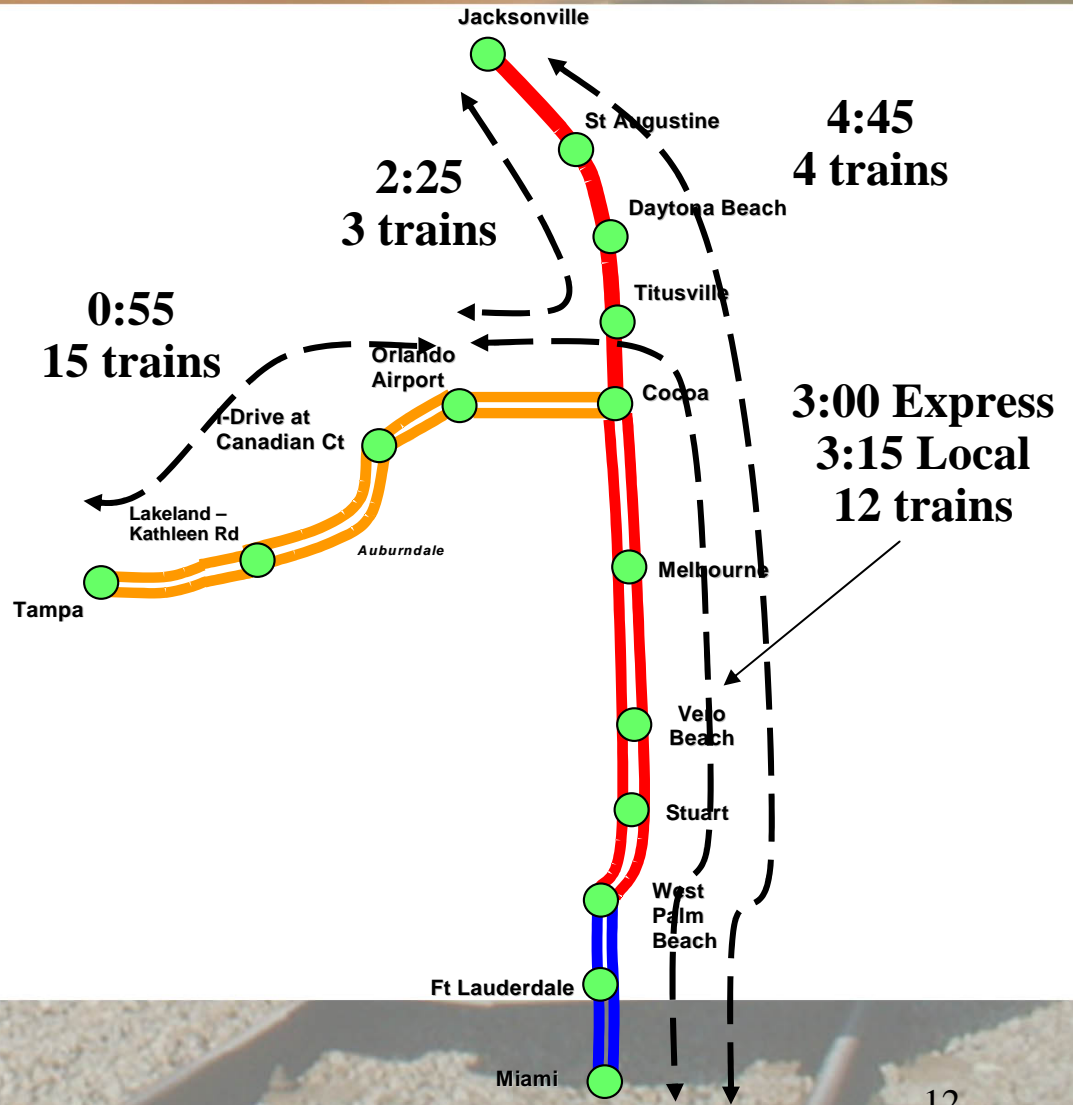 Jacksonville
St Augustine
4:45
4 trains
2:25
3 trains
Daytona Beach
Titusville
0:55
15 trains
Orlando
Airport
Cocoa
3:00 Express
3:15 Local
12 trains
I-Drive at
Canadian Ct
Lakeland –
Kathleen Rd
Auburndale
Melbourne
Tampa
Vero
Beach
Stuart
West
Palm
Beach
Ft Lauderdale
Miami
12